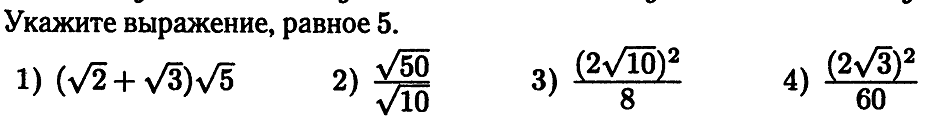 Укажите выражение, равное 5.
1) (√2 + √3)√5 2) √50/√10 3) (2√10)²/8 4) (2√3)²/60